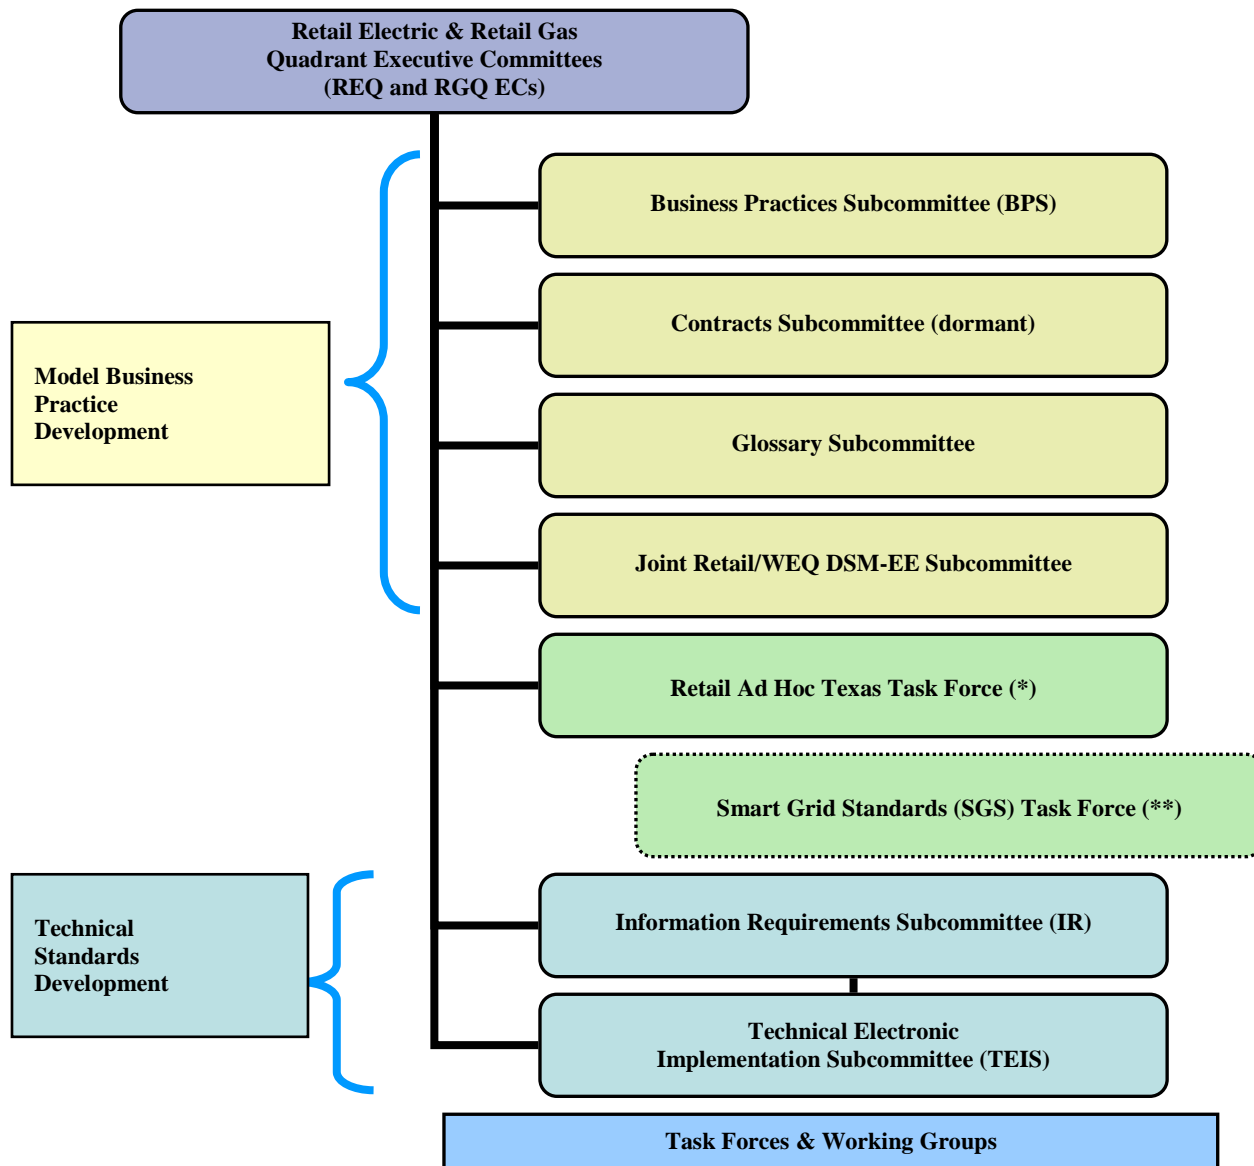 Retail Electric & Retail Gas
Quadrant Executive Committees
(REQ and RGQ ECs)
Business Practices Subcommittee (BPS)
Contracts Subcommittee (dormant)
Model Business
Practice
Development
Glossary Subcommittee
Joint Retail/WEQ DSM-EE Subcommittee
Retail Ad Hoc Texas Task Force (*)
Smart Grid Standards (SGS) Task Force (**)
Technical
Standards
Development
Information Requirements Subcommittee (IR)
Technical Electronic
Implementation Subcommittee (TEIS)
Task Forces & Working Groups